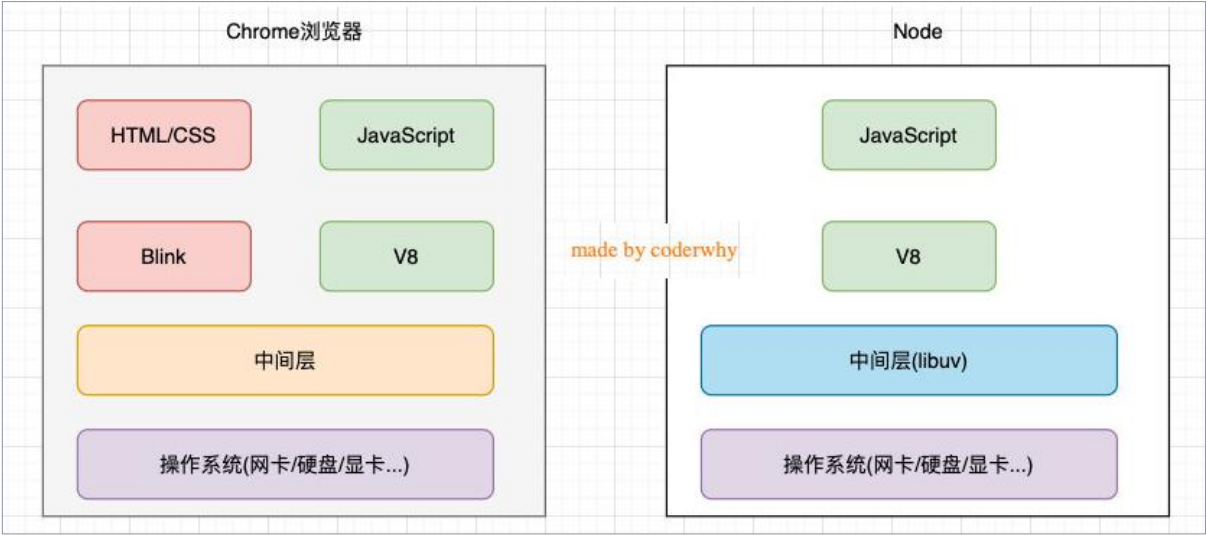 Chrome浏览器
HTML/CSS
JavaScript
Blink
V8
中间层
操作系统(网卡/硬盘/显卡...)
made by coderwhy
Node
JavaScript
V8
中间层(libuv)
操作系统(网卡/硬盘/显卡...)